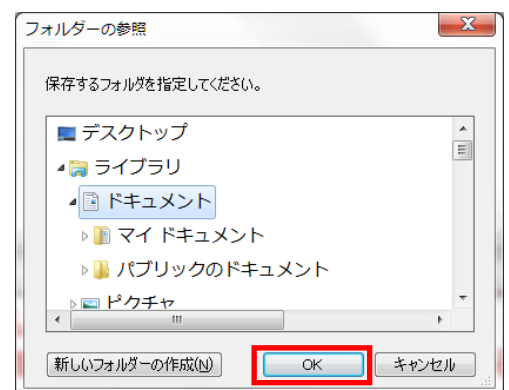 フォルダーの参照
保存するフォルダを指定してください。
デスクトップ
ライブラリ
ドキュメント
マイ ドキュメント
パブリックのドキュメント
ピクチャ
新しいフォルダーの作成(N) OK キャンセル